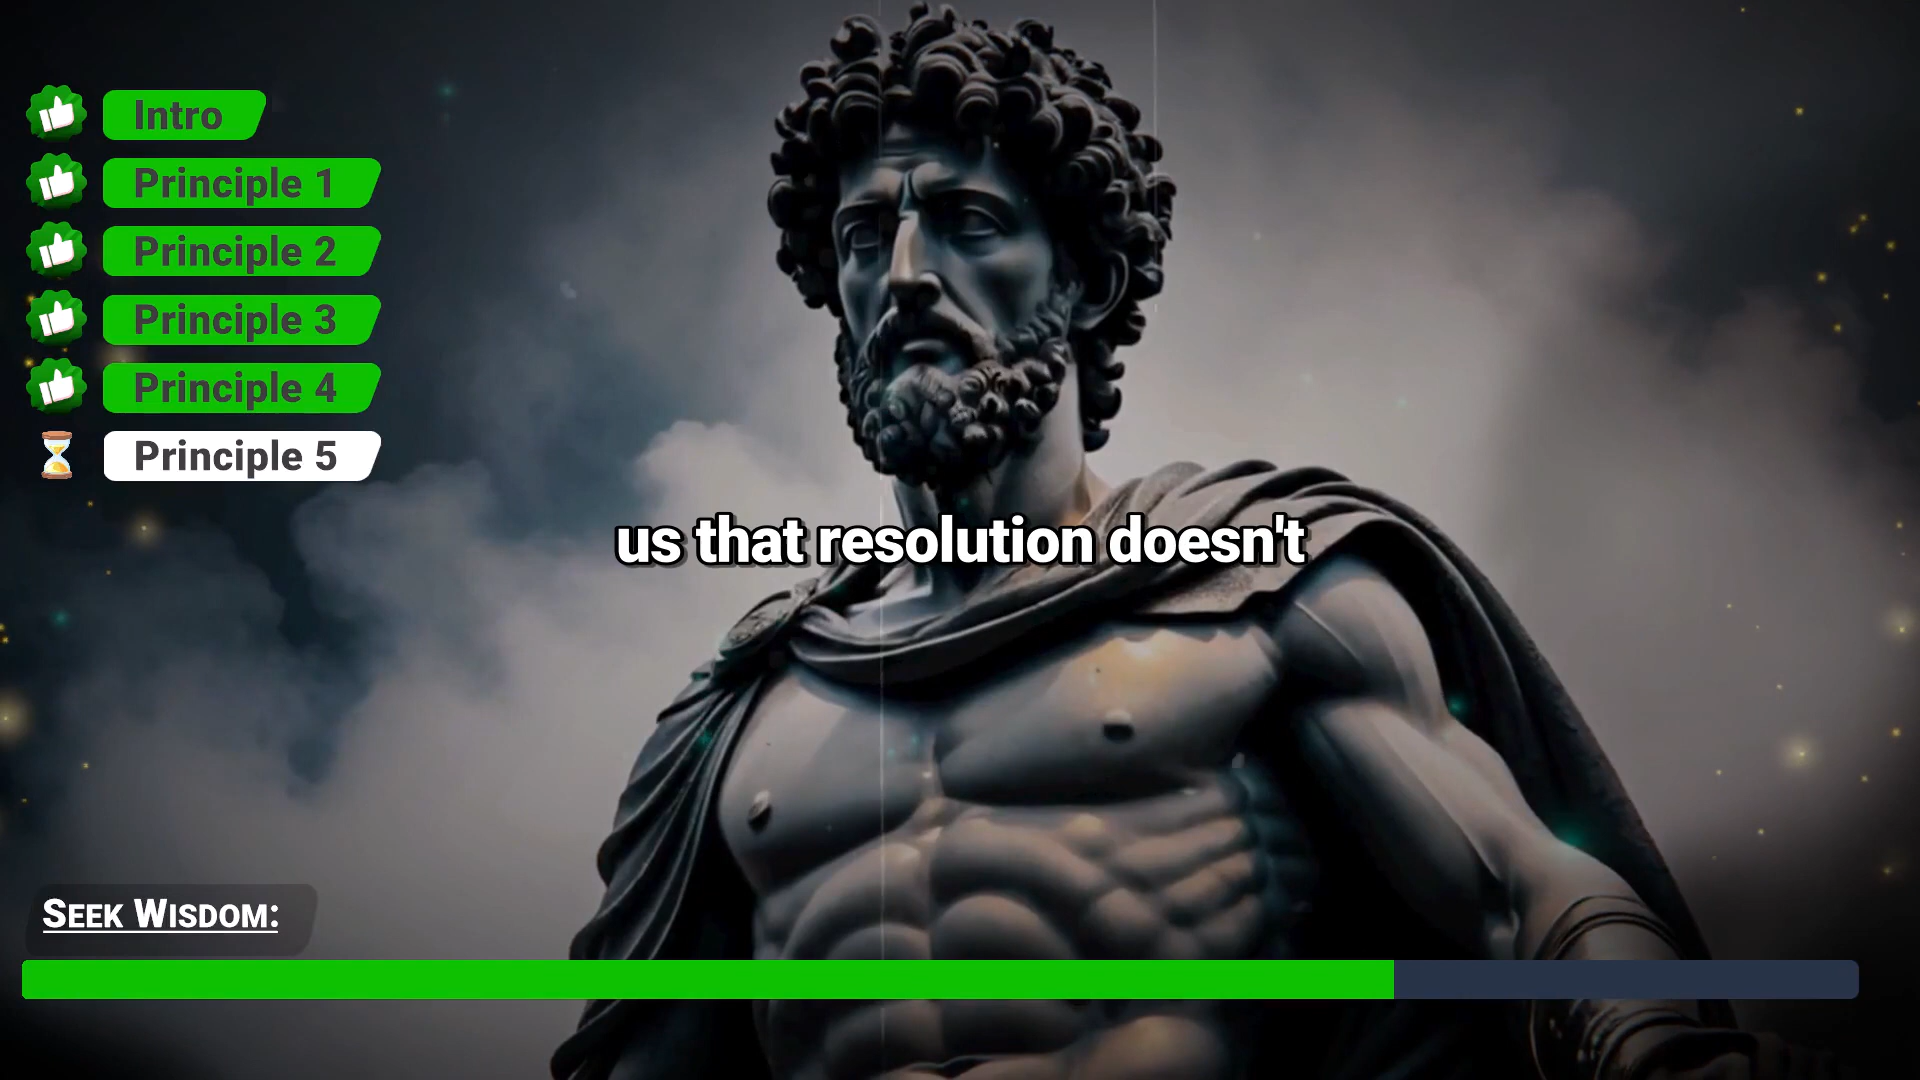 Intro
Principle 1
Principle 2
Principle 3
Principle 4
Principle 5
us that resolution doesn't
SEEK WISDOM: